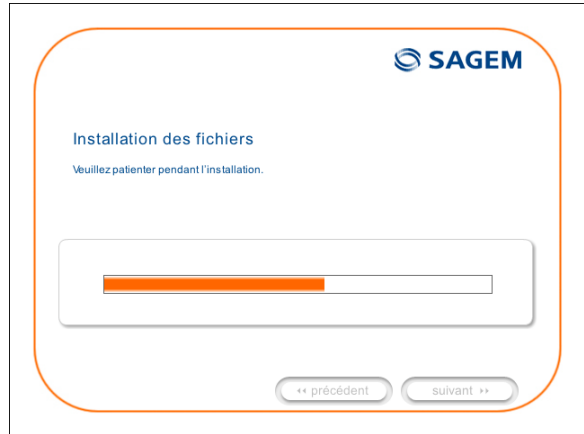 SAGEM
Installation des fichiers
Veuillez patienter pendant l'installation.
précédent
suivant